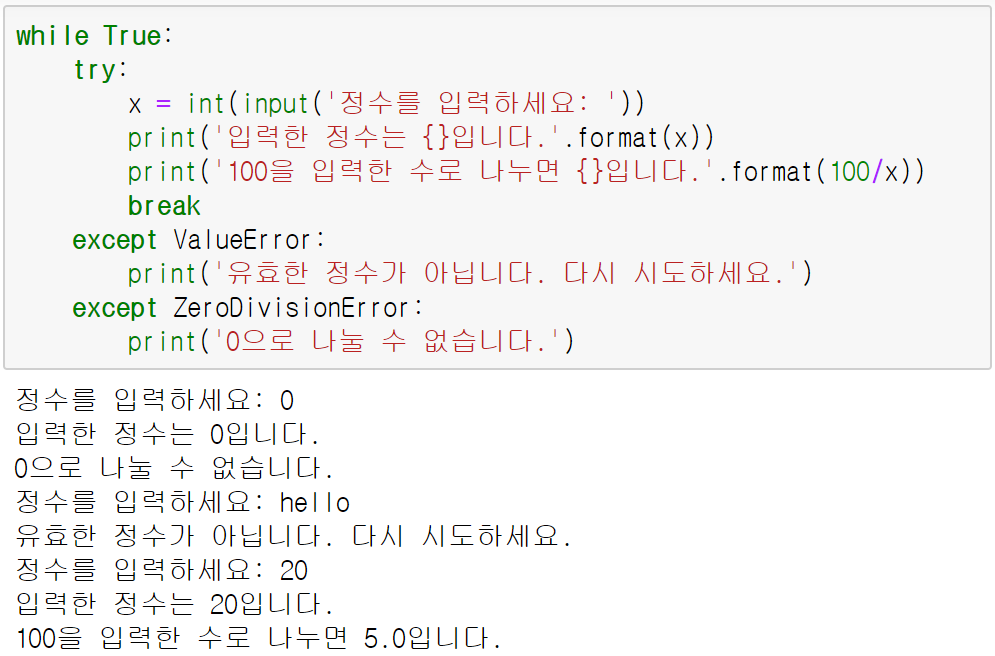 while True:
    try:
        x = int(input('정수를 입력하세요: '))
        print('입력한 정수는 {}입니다.'.format(x))
        print('100을 입력한 수로 나누면 {}입니다.'.format(100/x))
        break
    except ValueError:
        print('유효한 정수가 아닙니다. 다시 시도하세요.')
    except ZeroDivisionError:
        print('0으로 나눌 수 없습니다.')
정수를 입력하세요: 0
입력한 정수는 0입니다.
0으로 나눌 수 없습니다.
정수를 입력하세요: hello
유효한 정수가 아닙니다. 다시 시도하세요.
정수를 입력하세요: 20
입력한 정수는 20입니다.
100을 입력한 수로 나누면 5.0입니다.